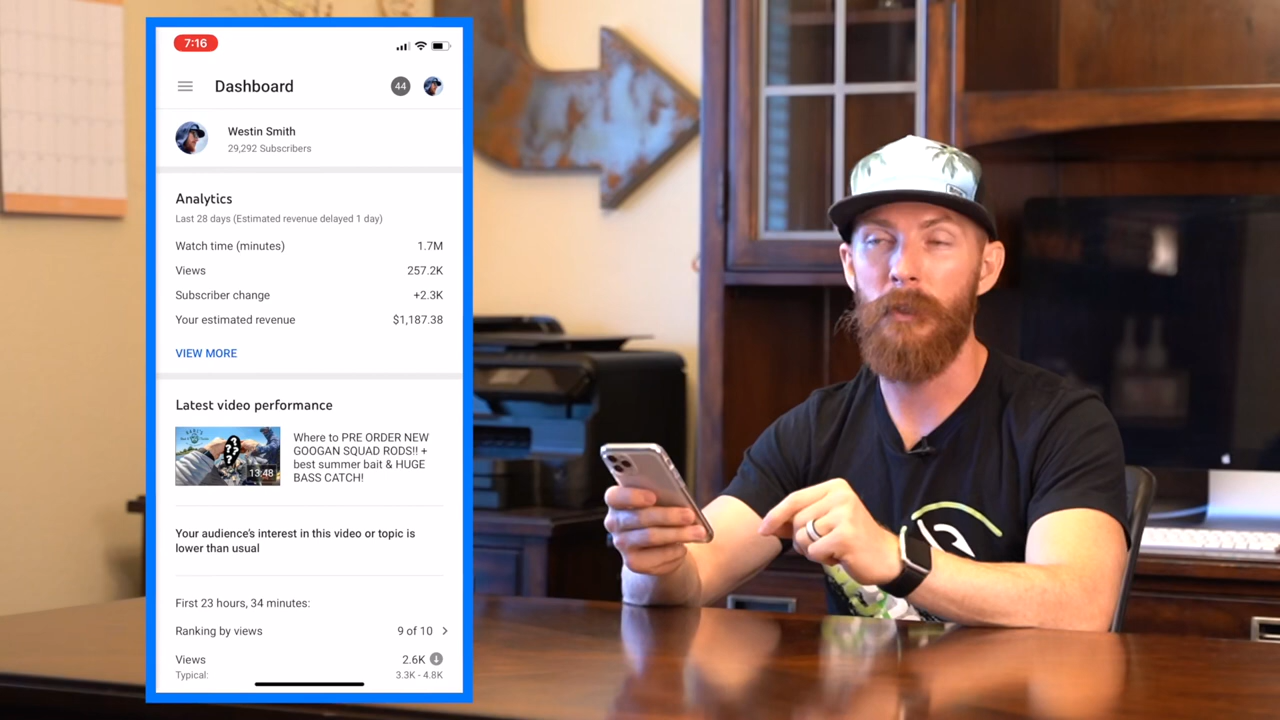 7:16
Dashboard
44
Westin Smith
29,292 Subscribers
Analytics
Last 28 days (Estimated revenue delayed 1 day)
Watch time (minutes) 1.7M
Views 257.2K
Subscriber change +2.3K
Your estimated revenue $1,187.38
VIEW MORE
Latest video performance
???
13:48
Where to PRE ORDER NEW
GOOGAN SQUAD RODS!! +
best summer bait & HUGE
BASS CATCH!
Your audience's interest in this video or topic is
lower than usual
First 23 hours, 34 minutes:
Ranking by views 9 of 10
Views 2.6K
Typical: 3.3K - 4.8K